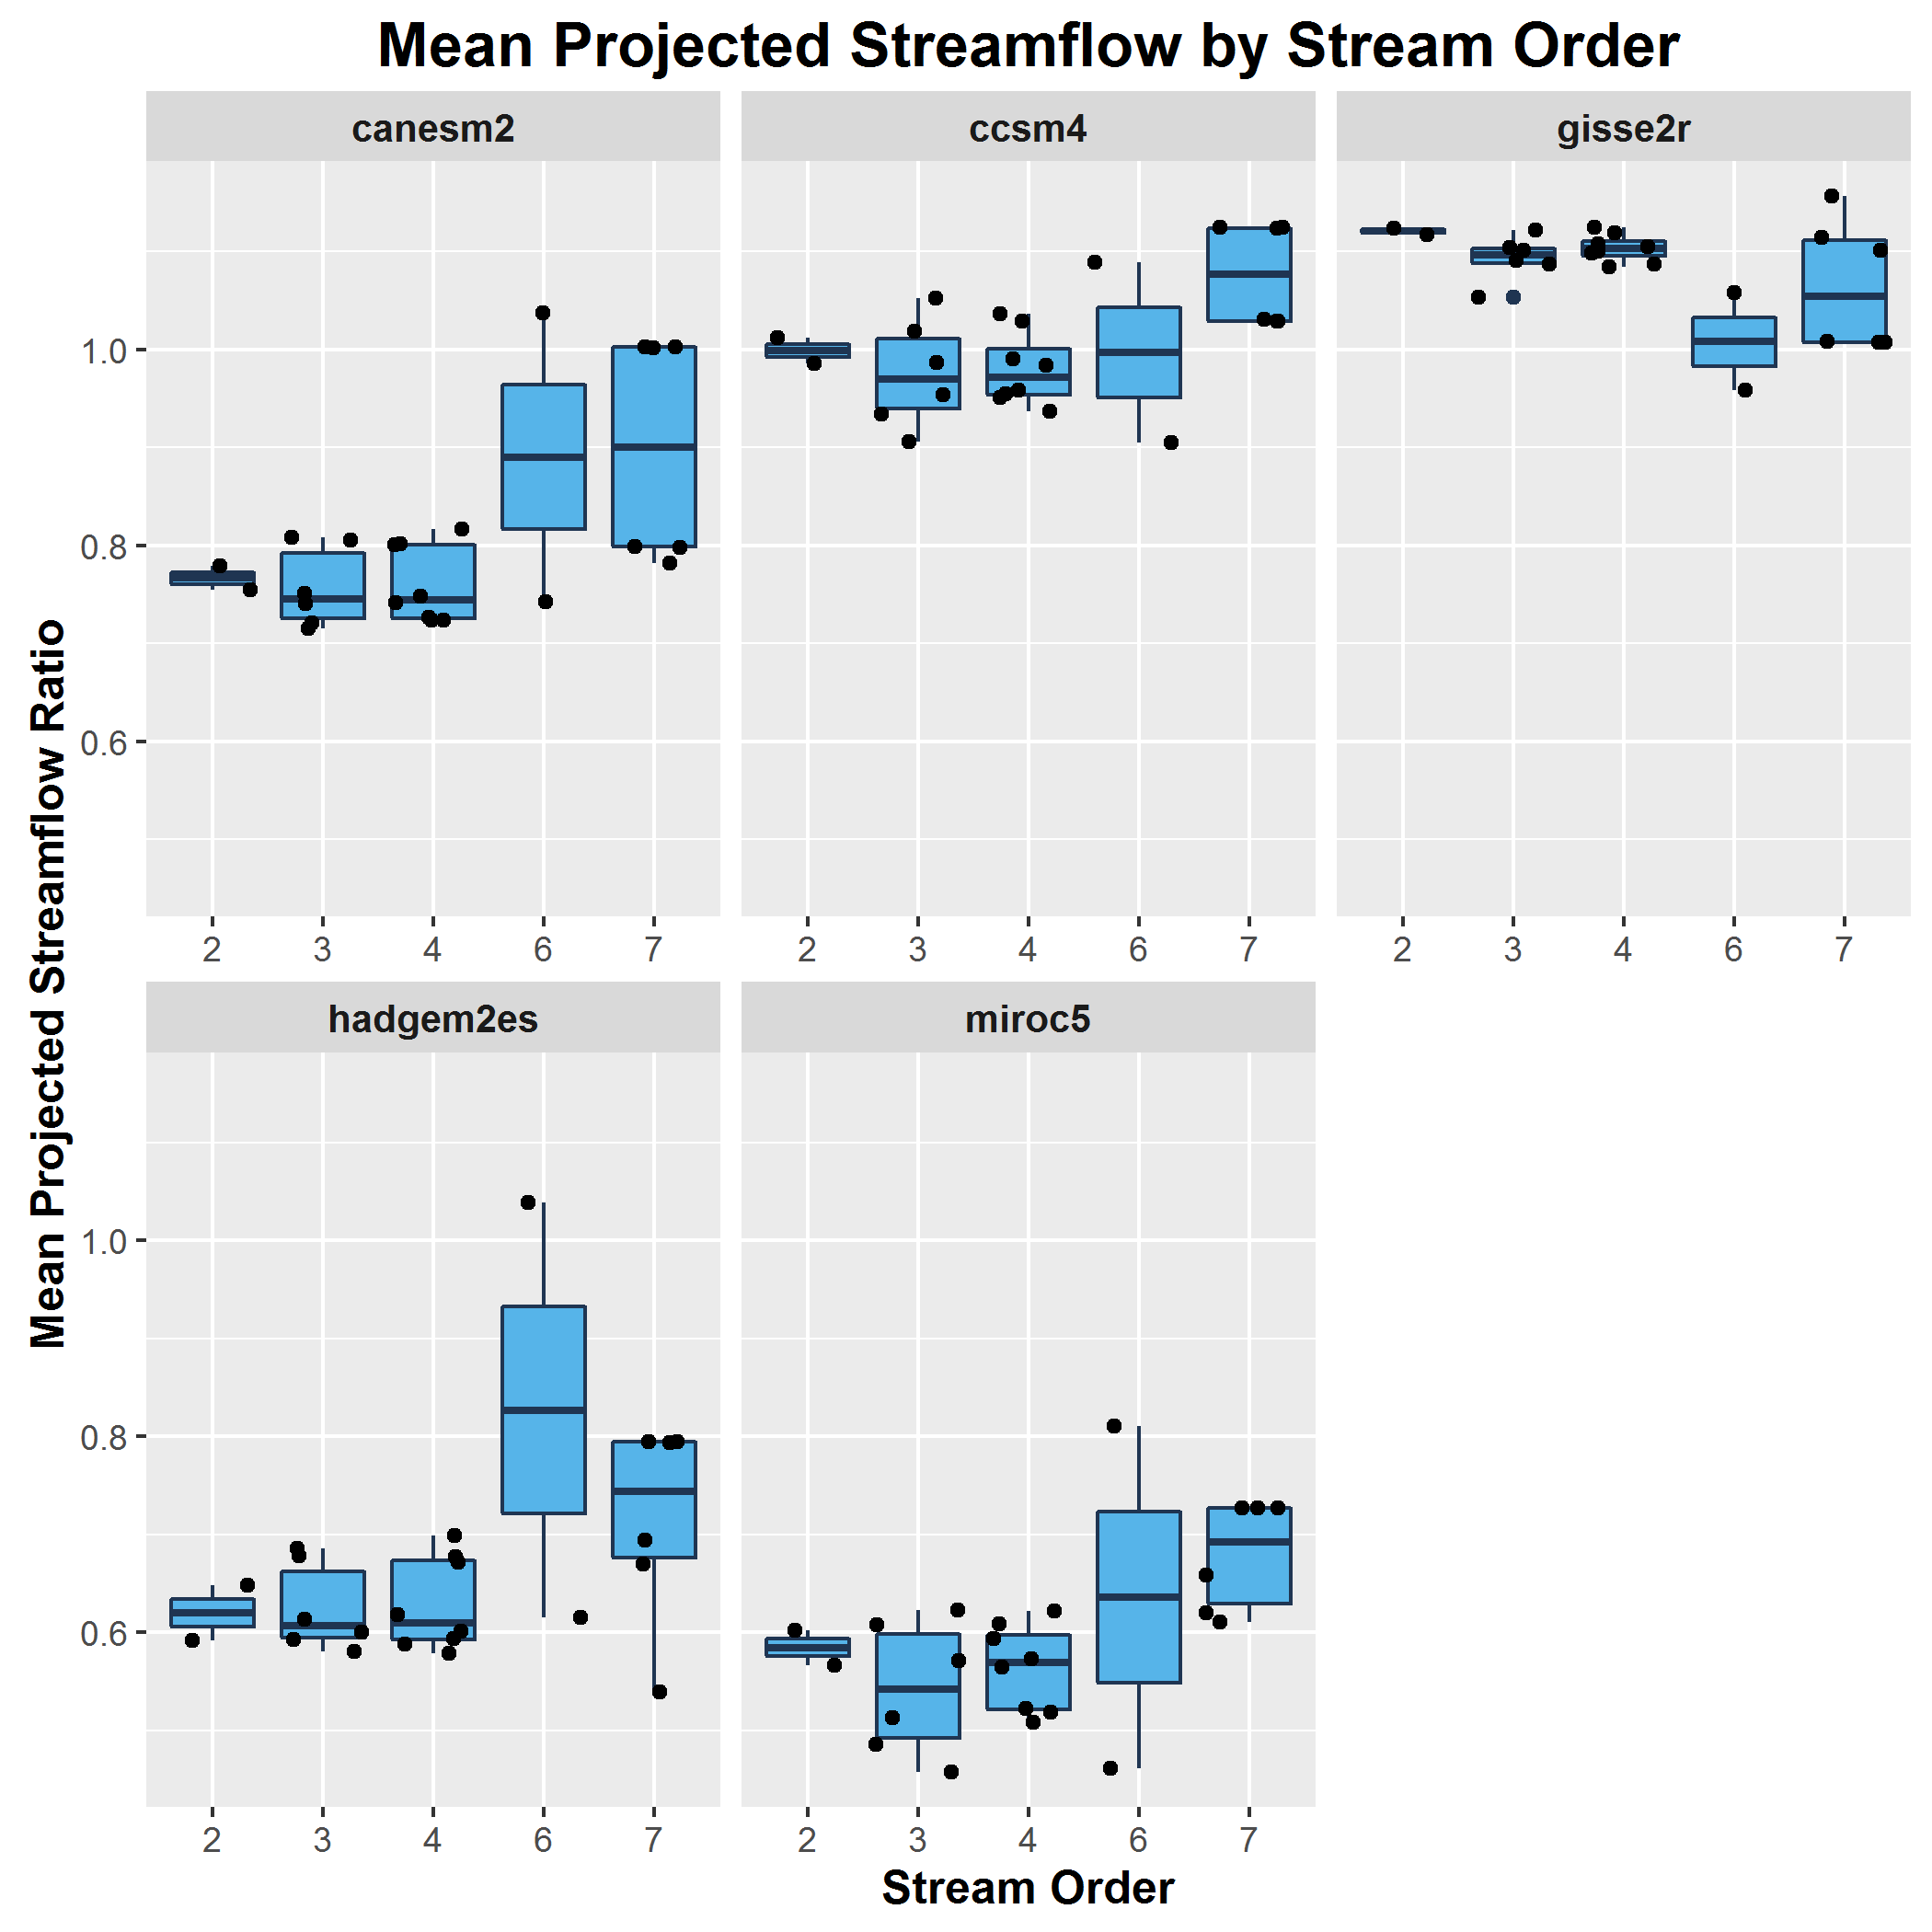 Mean Projected Streamflow by Stream Order
canesm2 ccsm4 gisse2r
Mean Projected Streamflow Ratio
1.0
0.8
0.6
2 3 4 6 7 2 3 4 6 7 2 3 4 6 7
hadgem2es miroc5
1.0
0.8
0.6
2 3 4 6 7 2 3 4 6 7
Stream Order